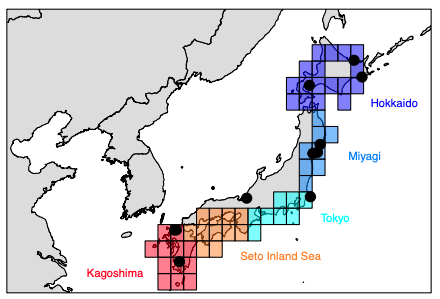 Hokkaido
Miyagi
Tokyo
Seto Inland Sea
Kagoshima